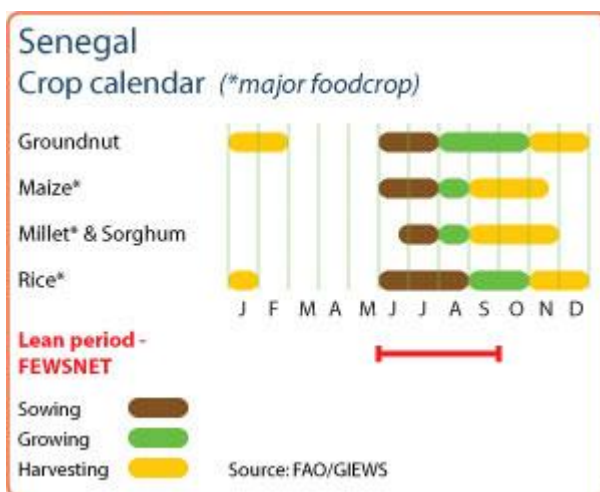 Senegal
Crop calendar (*major foodcrop)
Groundnut
Maize*
Millet* & Sorghum
Rice*
J F M A M J J A S O N D
Lean period -
FEWSNET
Sowing
Growing
Harvesting
Source: FAO/GIEWS